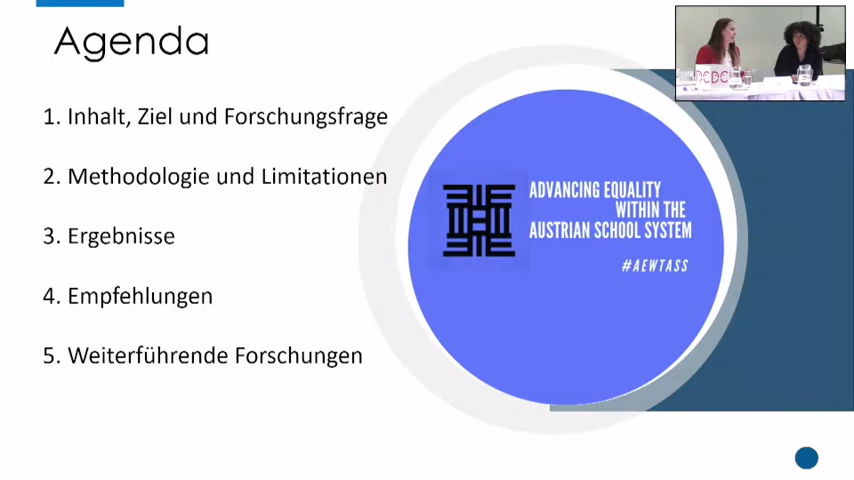 Agenda
1. Inhalt, Ziel und Forschungsfrage
2. Methodologie und Limitationen
3. Ergebnisse
4. Empfehlungen
5. Weiterführende Forschungen
ADVANCING EQUALITY
WITHIN THE
AUSTRIAN SCHOOL SYSTEM
#AEWTASS